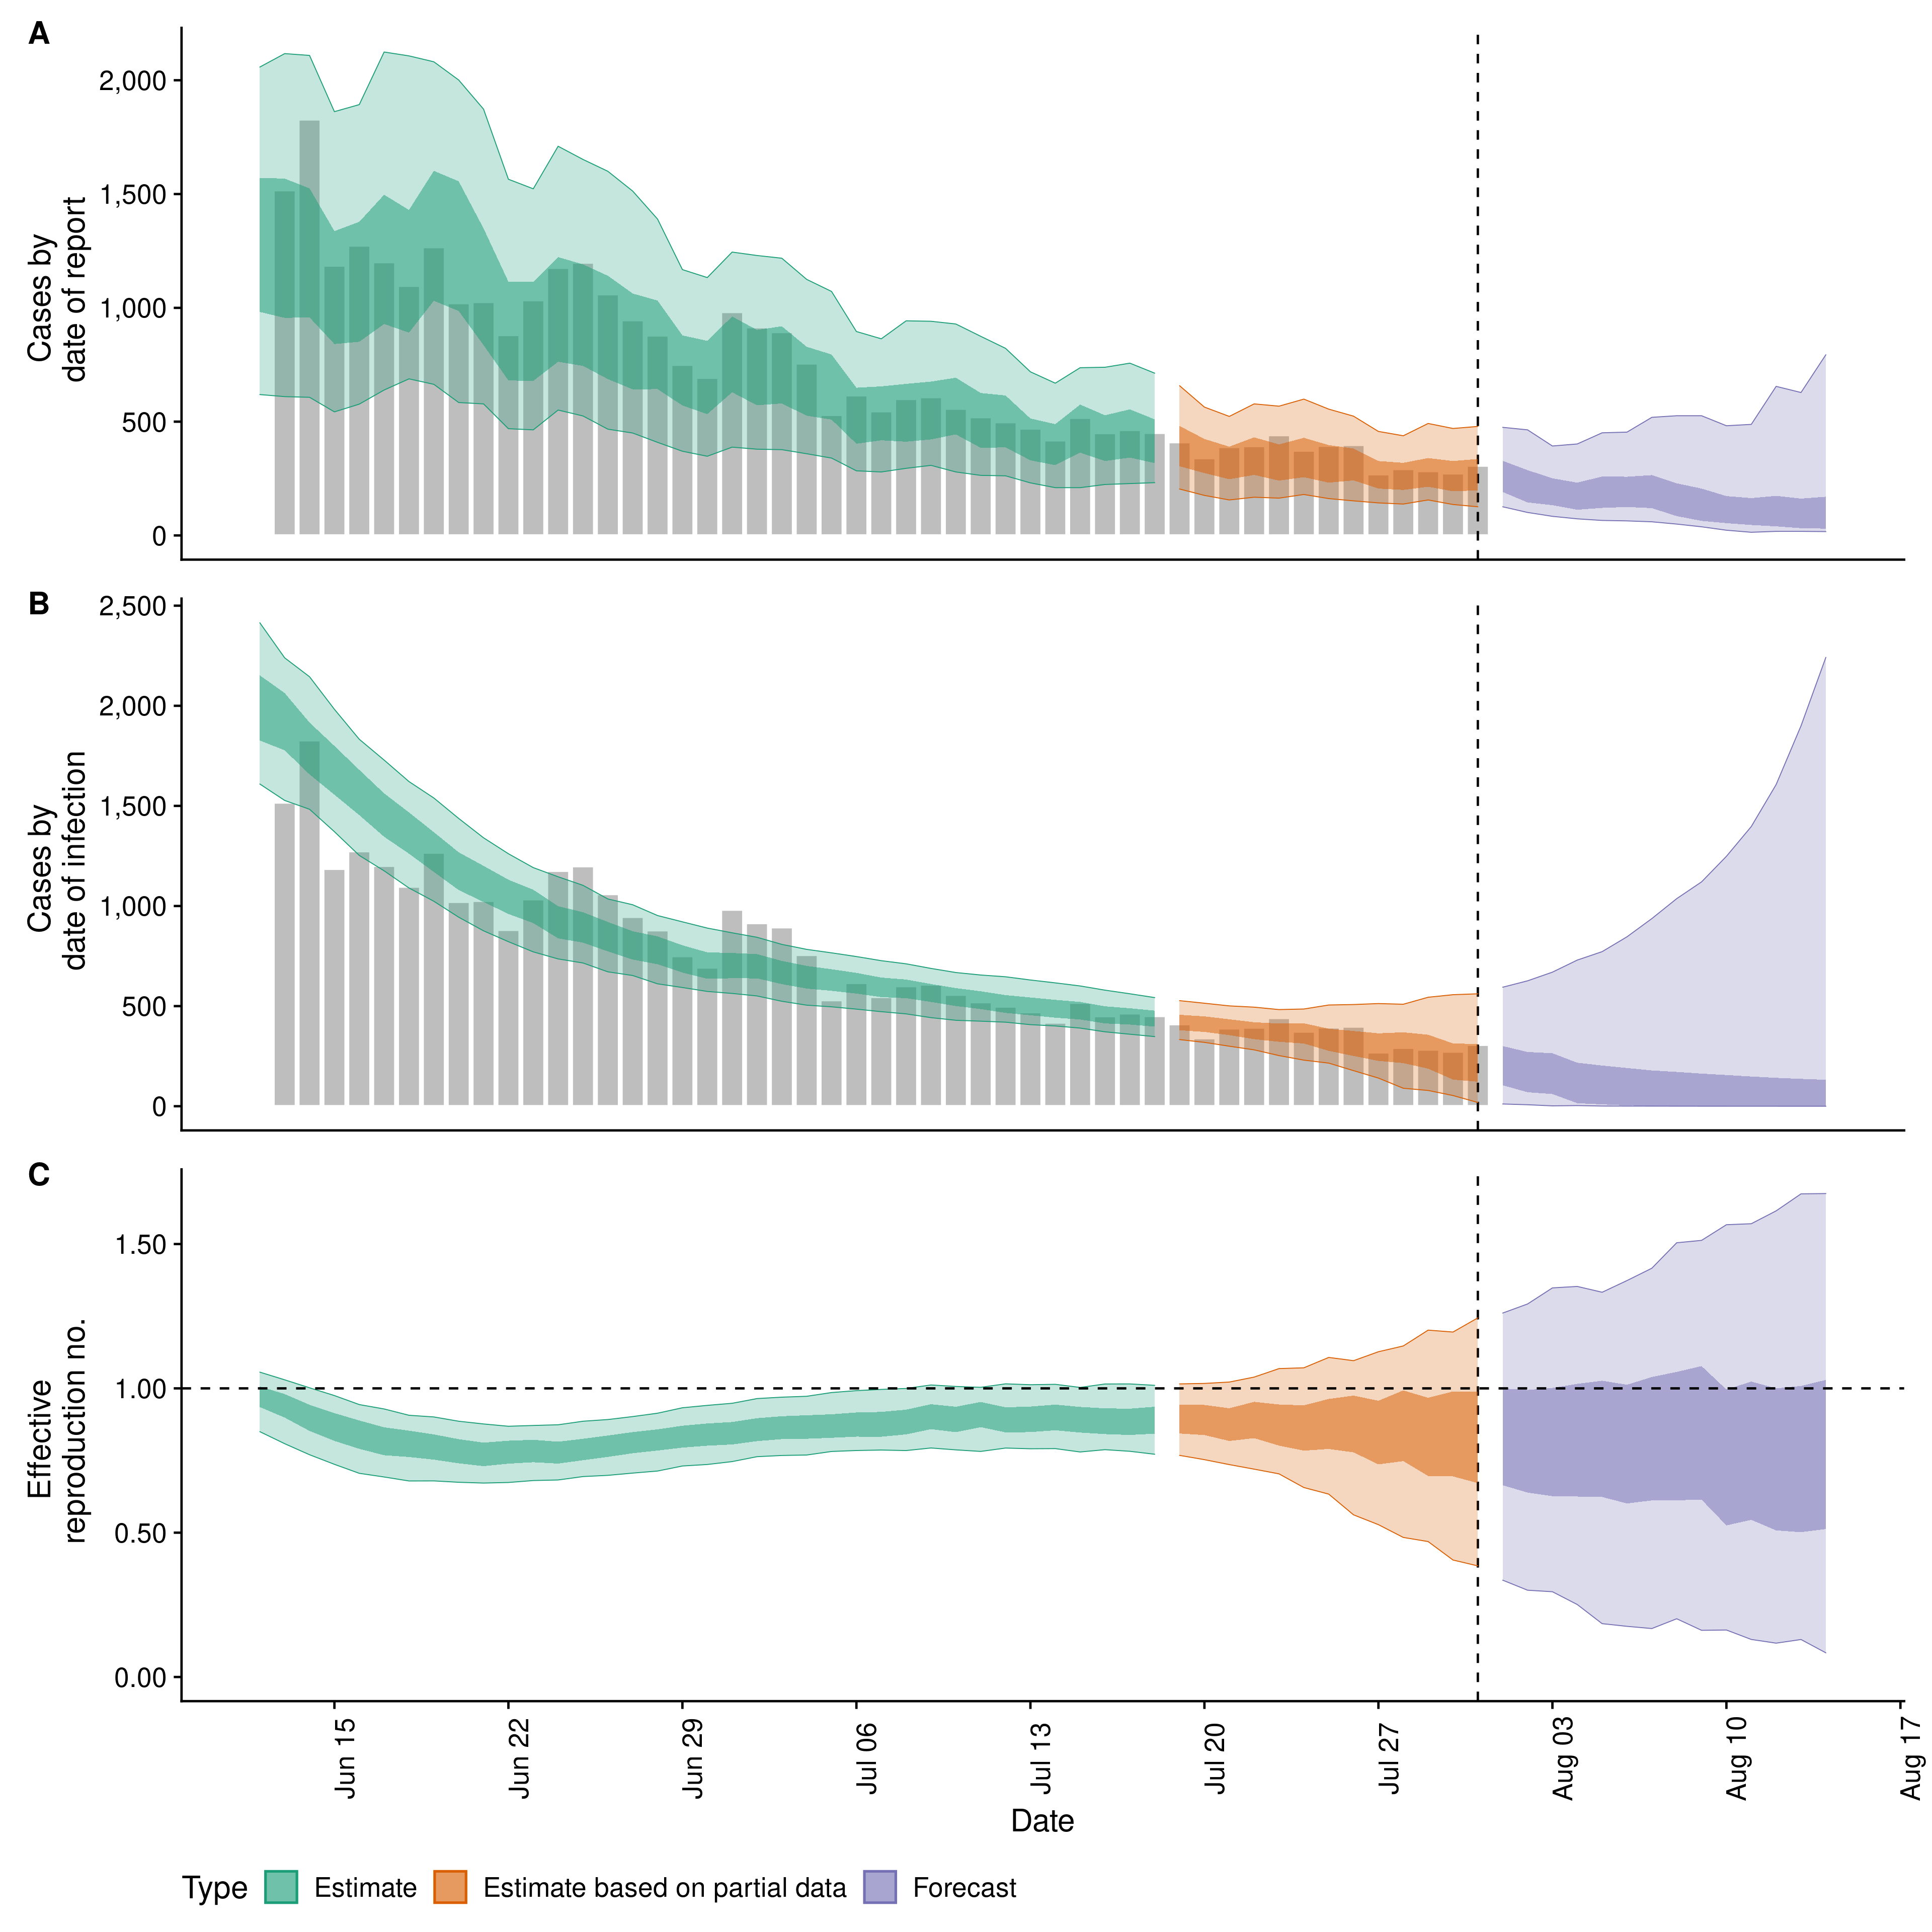 A
2,000
1,500
1,000
500
0
Cases by
date of report
B
2,500
2,000
1,500
1,000
500
0
Cases by
date of infection
C
1.50
1.00
0.50
0.00
Effective
reproduction no.
Jun 15
Jun 22
Jun 29
Jul 06
Jul 13
Jul 20
Jul 27
Aug 03
Aug 10
Aug 17
Date
Type Estimate Estimate based on partial data Forecast